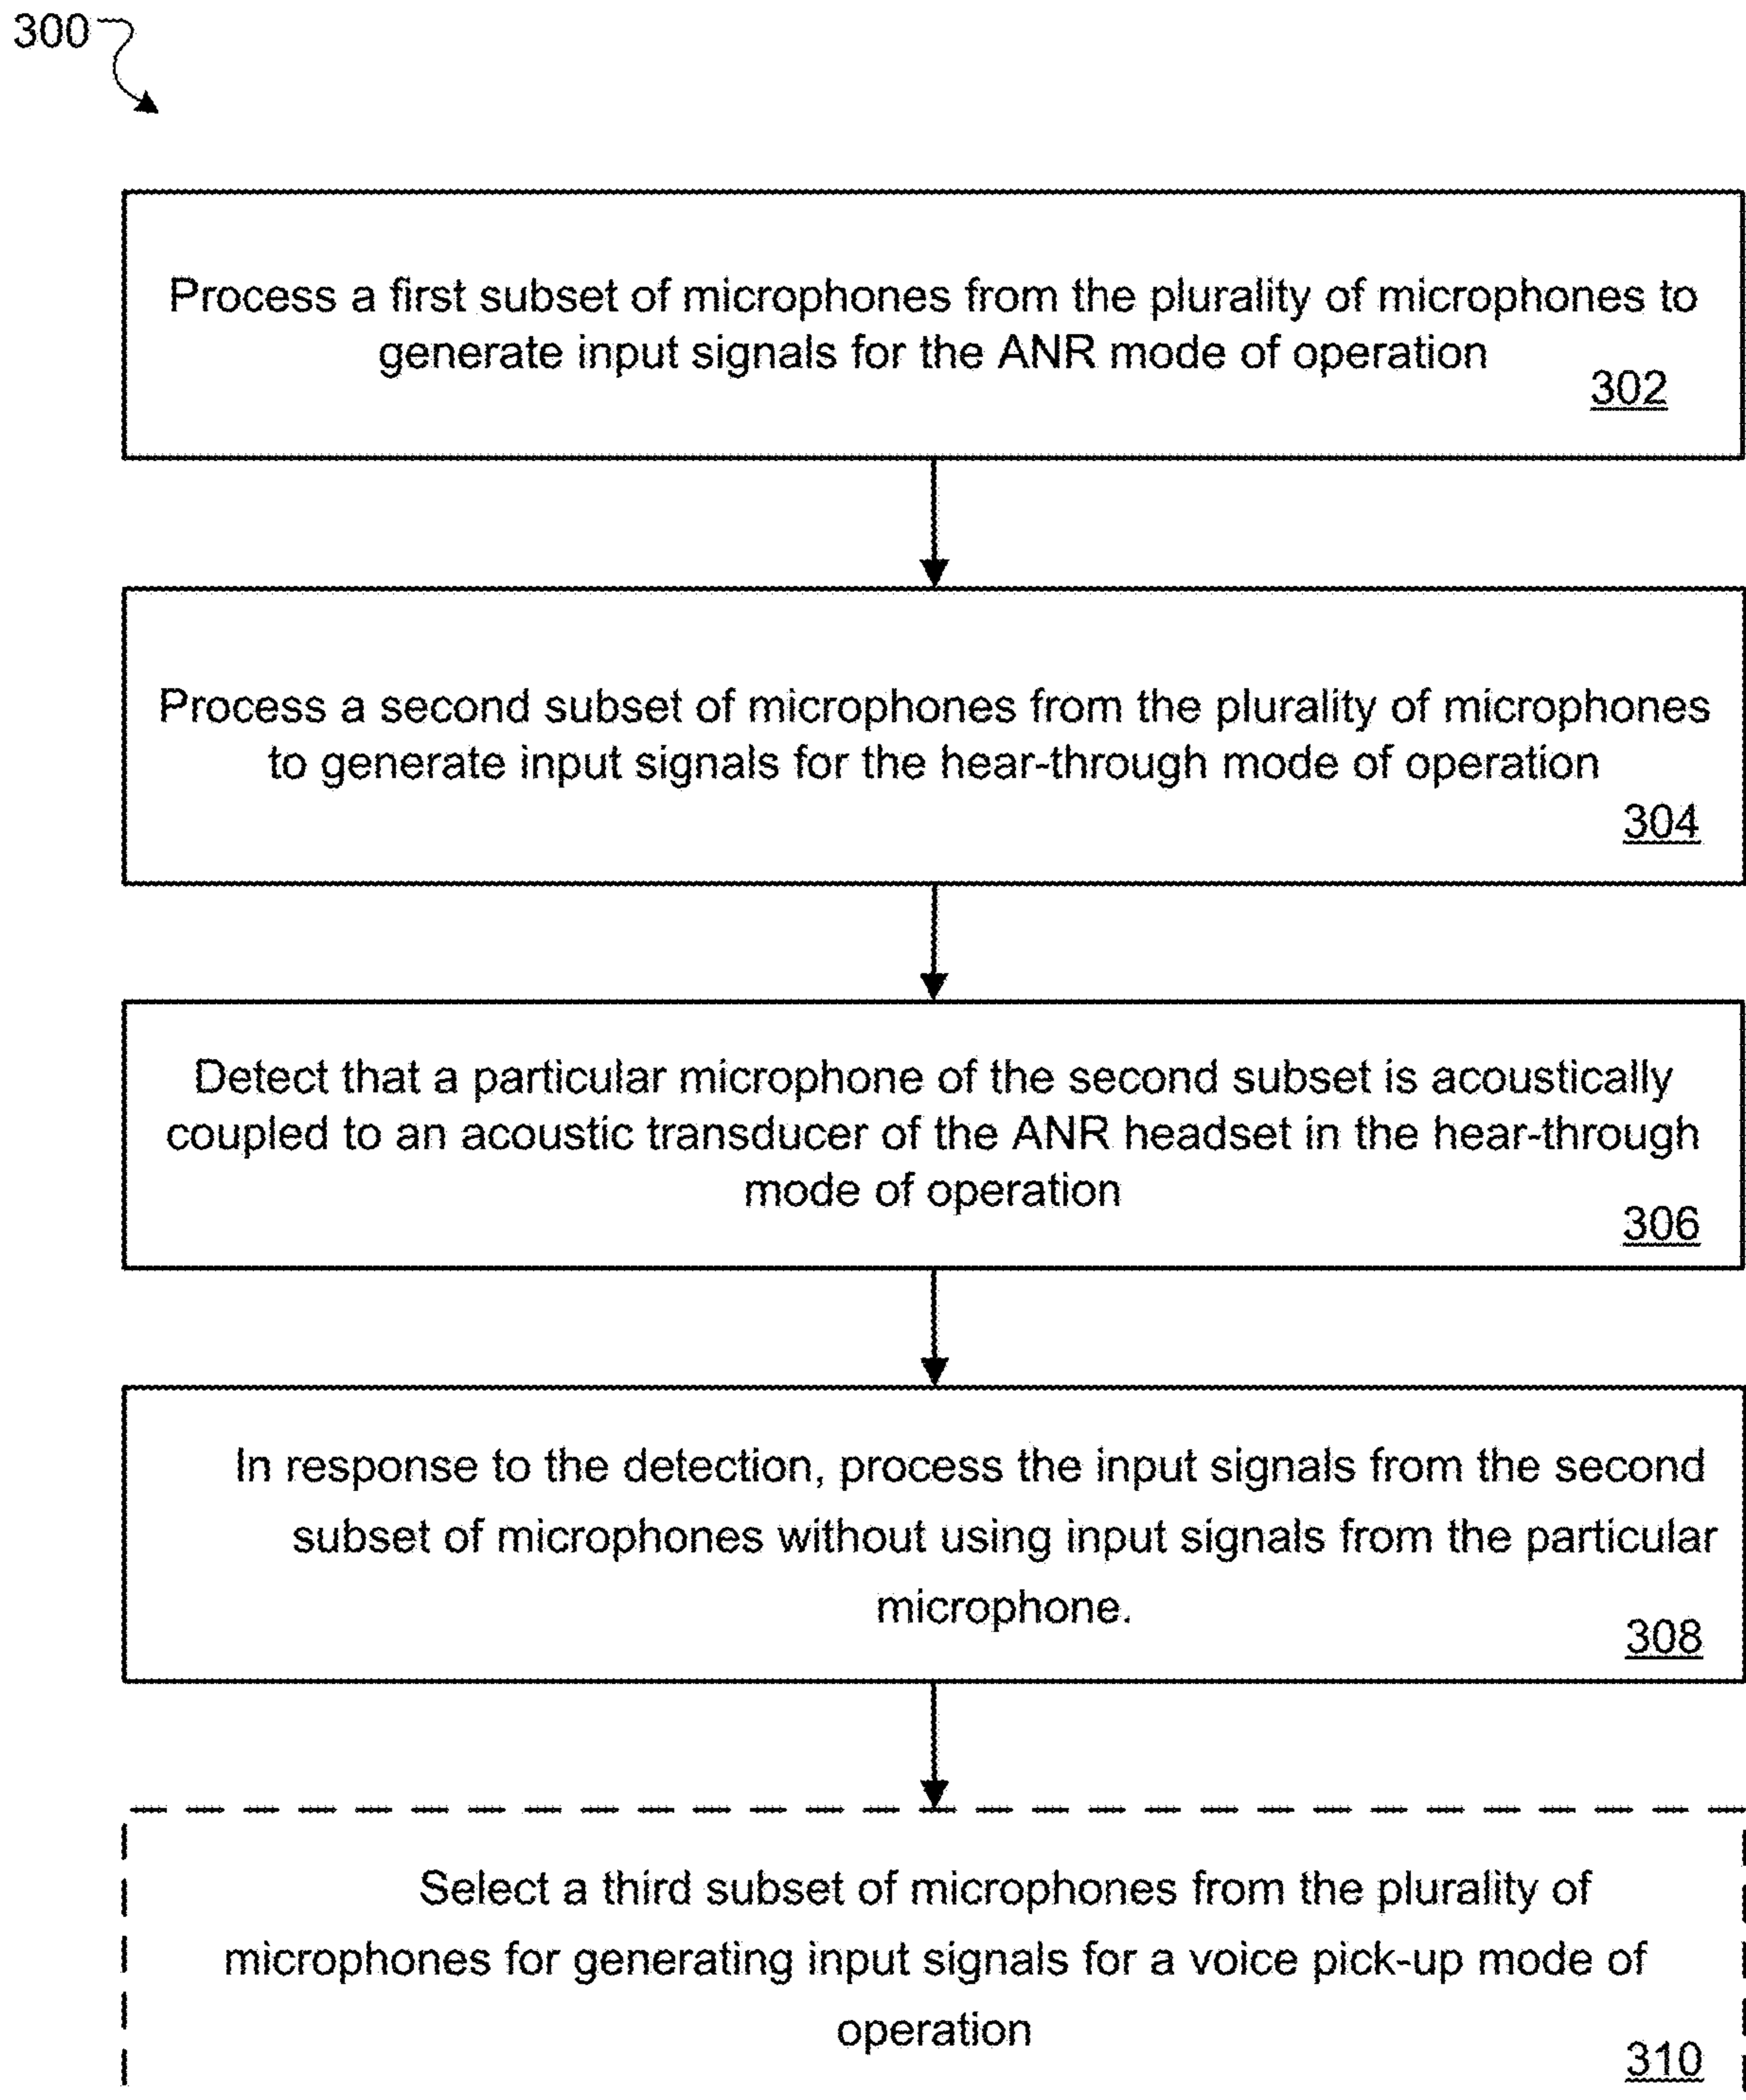 300
Process a first subset of microphones from the plurality of microphones to
generate input signals for the ANR mode of operation
302
Process a second subset of microphones from the plurality of microphones
to generate input signals for the hear-through mode of operation
304
Detect that a particular microphone of the second subset is acoustically
coupled to an acoustic transducer of the ANR headset in the hear-through
mode of operation
306
In response to the detection, process the input signals from the second
subset of microphones without using input signals from the particular
microphone.
308
Select a third subset of microphones from the plurality of
microphones for generating input signals for a voice pick-up mode of
operation
310